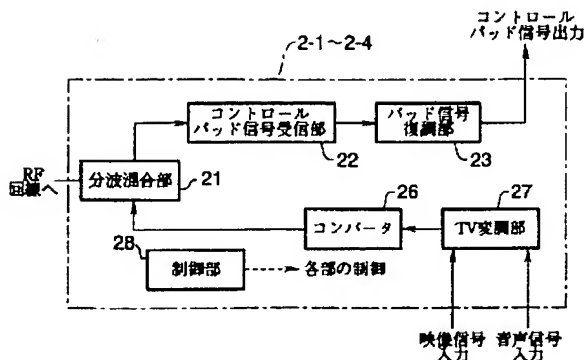 コントロール
パッド信号出力
2-1～2-4
コントロール
パッド信号受信部
パッド信号
復調部
22
23
RF
回線へ
分波混合部
21
26
27
コンバータ
TV変調部
28
制御部
各部の制御
映像信号
入力
音声信号
入力